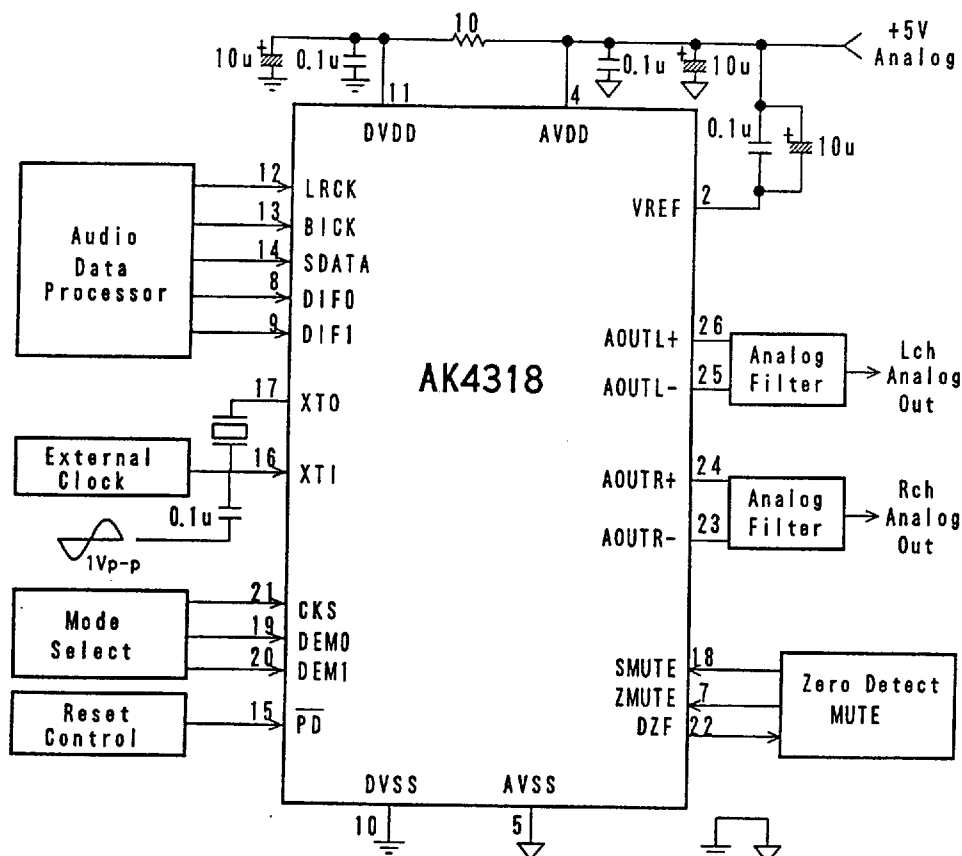 10
+5V
Analog
10u
+
0.1u
0.1u
+
10u
11
4
DVDD
AVDD
0.1u
+
10u
2
VREF
Audio
Data
Processor
12
LRCK
13
BICK
14
SDATA
8
DIF0
9
DIF1
AK4318
AOUTL+
26
AOUTL-
25
Analog
Filter
Lch
Analog
Out
17
XTO
External
Clock
16
XTI
0.1u
1Vp-p
AOUTR+
24
AOUTR-
23
Analog
Filter
Rch
Analog
Out
Mode
Select
21
CKS
19
DEM0
20
DEM1
Reset
Control
15
PD
SMUTE
18
ZMUTE
7
DZF
22
Zero Detect
MUTE
DVSS
AVSS
10
5